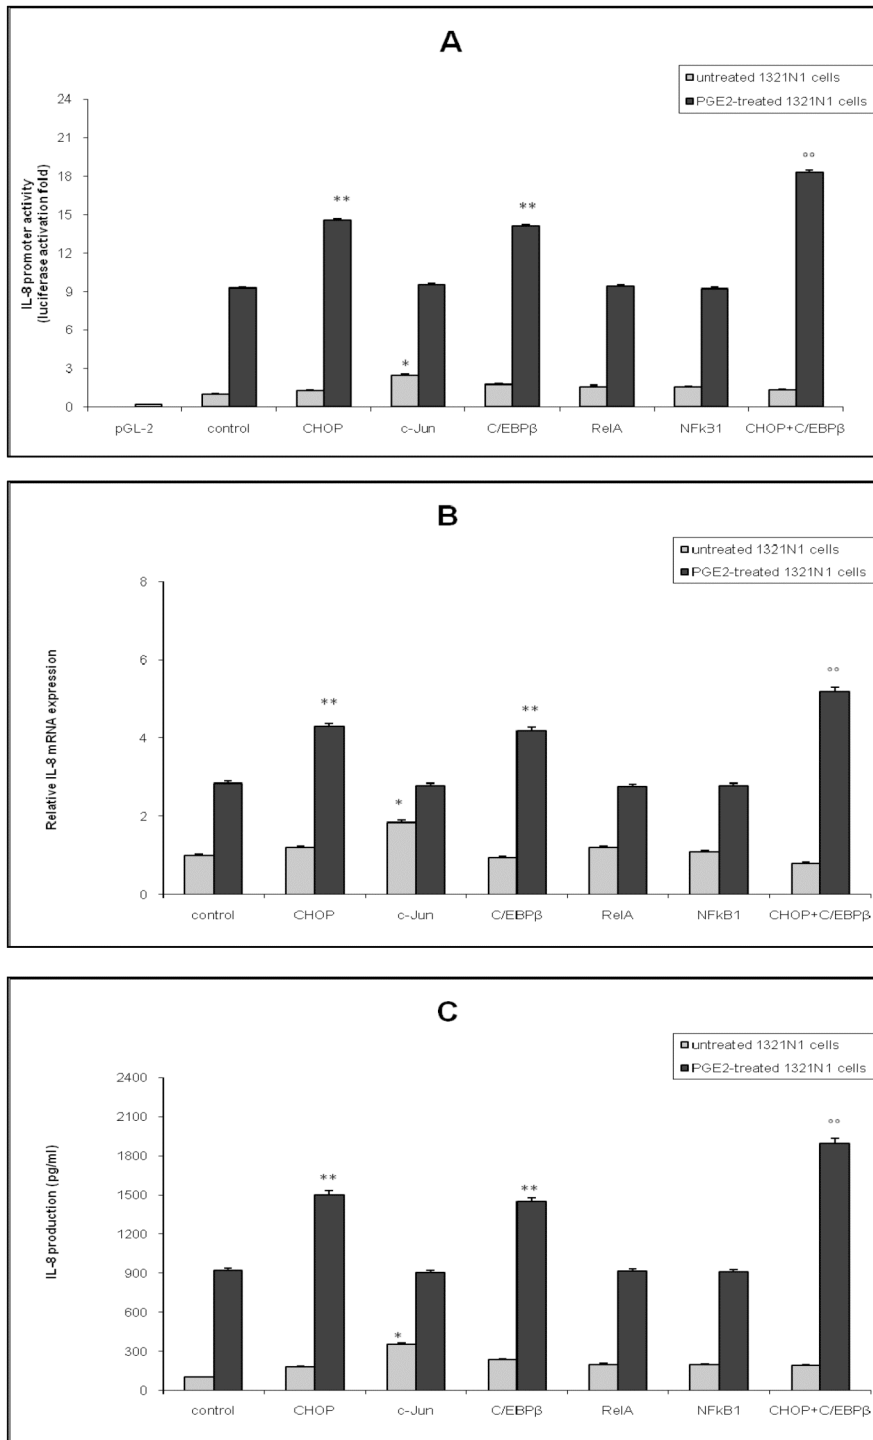 A
untreated 1321N1 cells
PGE2-treated 1321N1 cells
IL-8 promoter activity
(luciferase activation fold)
24
21
18
15
12
9
6
3
0
**
*
**
°°
pGL-2 control CHOP c-Jun C/EBPβ RelA NFkB1 CHOP+C/EBPβ
B
untreated 1321N1 cells
PGE2-treated 1321N1 cells
Relative IL-8 mRNA expression
8
6
4
2
0
**
*
**
°°
control CHOP c-Jun C/EBPβ RelA NFkB1 CHOP+C/EBPβ
C
untreated 1321N1 cells
PGE2-treated 1321N1 cells
IL-8 production (pg/ml)
2400
2100
1800
1500
1200
900
600
300
0
**
*
**
°°
control CHOP c-Jun C/EBPβ RelA NFkB1 CHOP+C/EBPβ